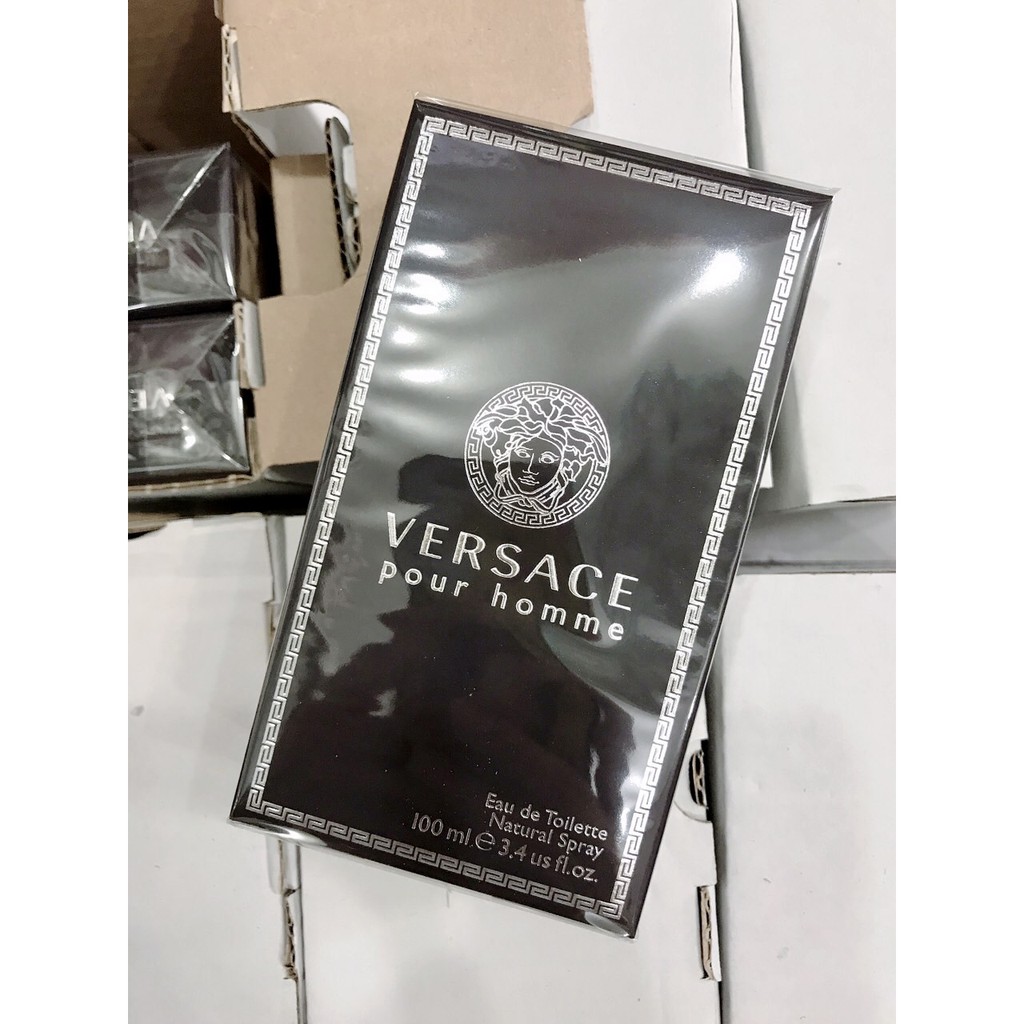 VERSACE
pour homme
Eau de Toilette
Natural Spray
100 ml ℮ 3.4 us fl.oz.